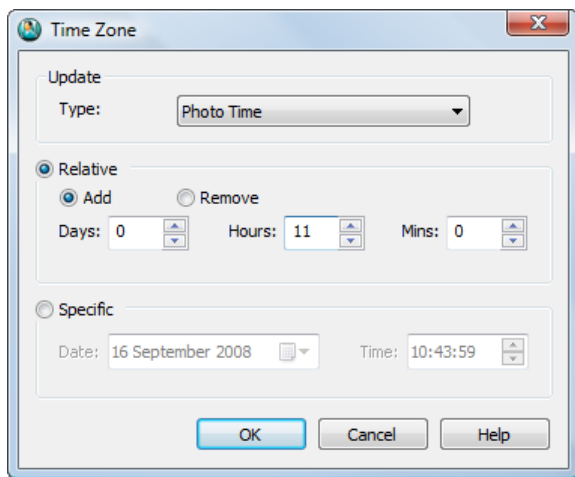 Time Zone
Update
Type: Photo Time
Relative
Add Remove
Days: 0 Hours: 11 Mins: 0
Specific
Date: 16 September 2008 Time: 10:43:59
OK Cancel Help